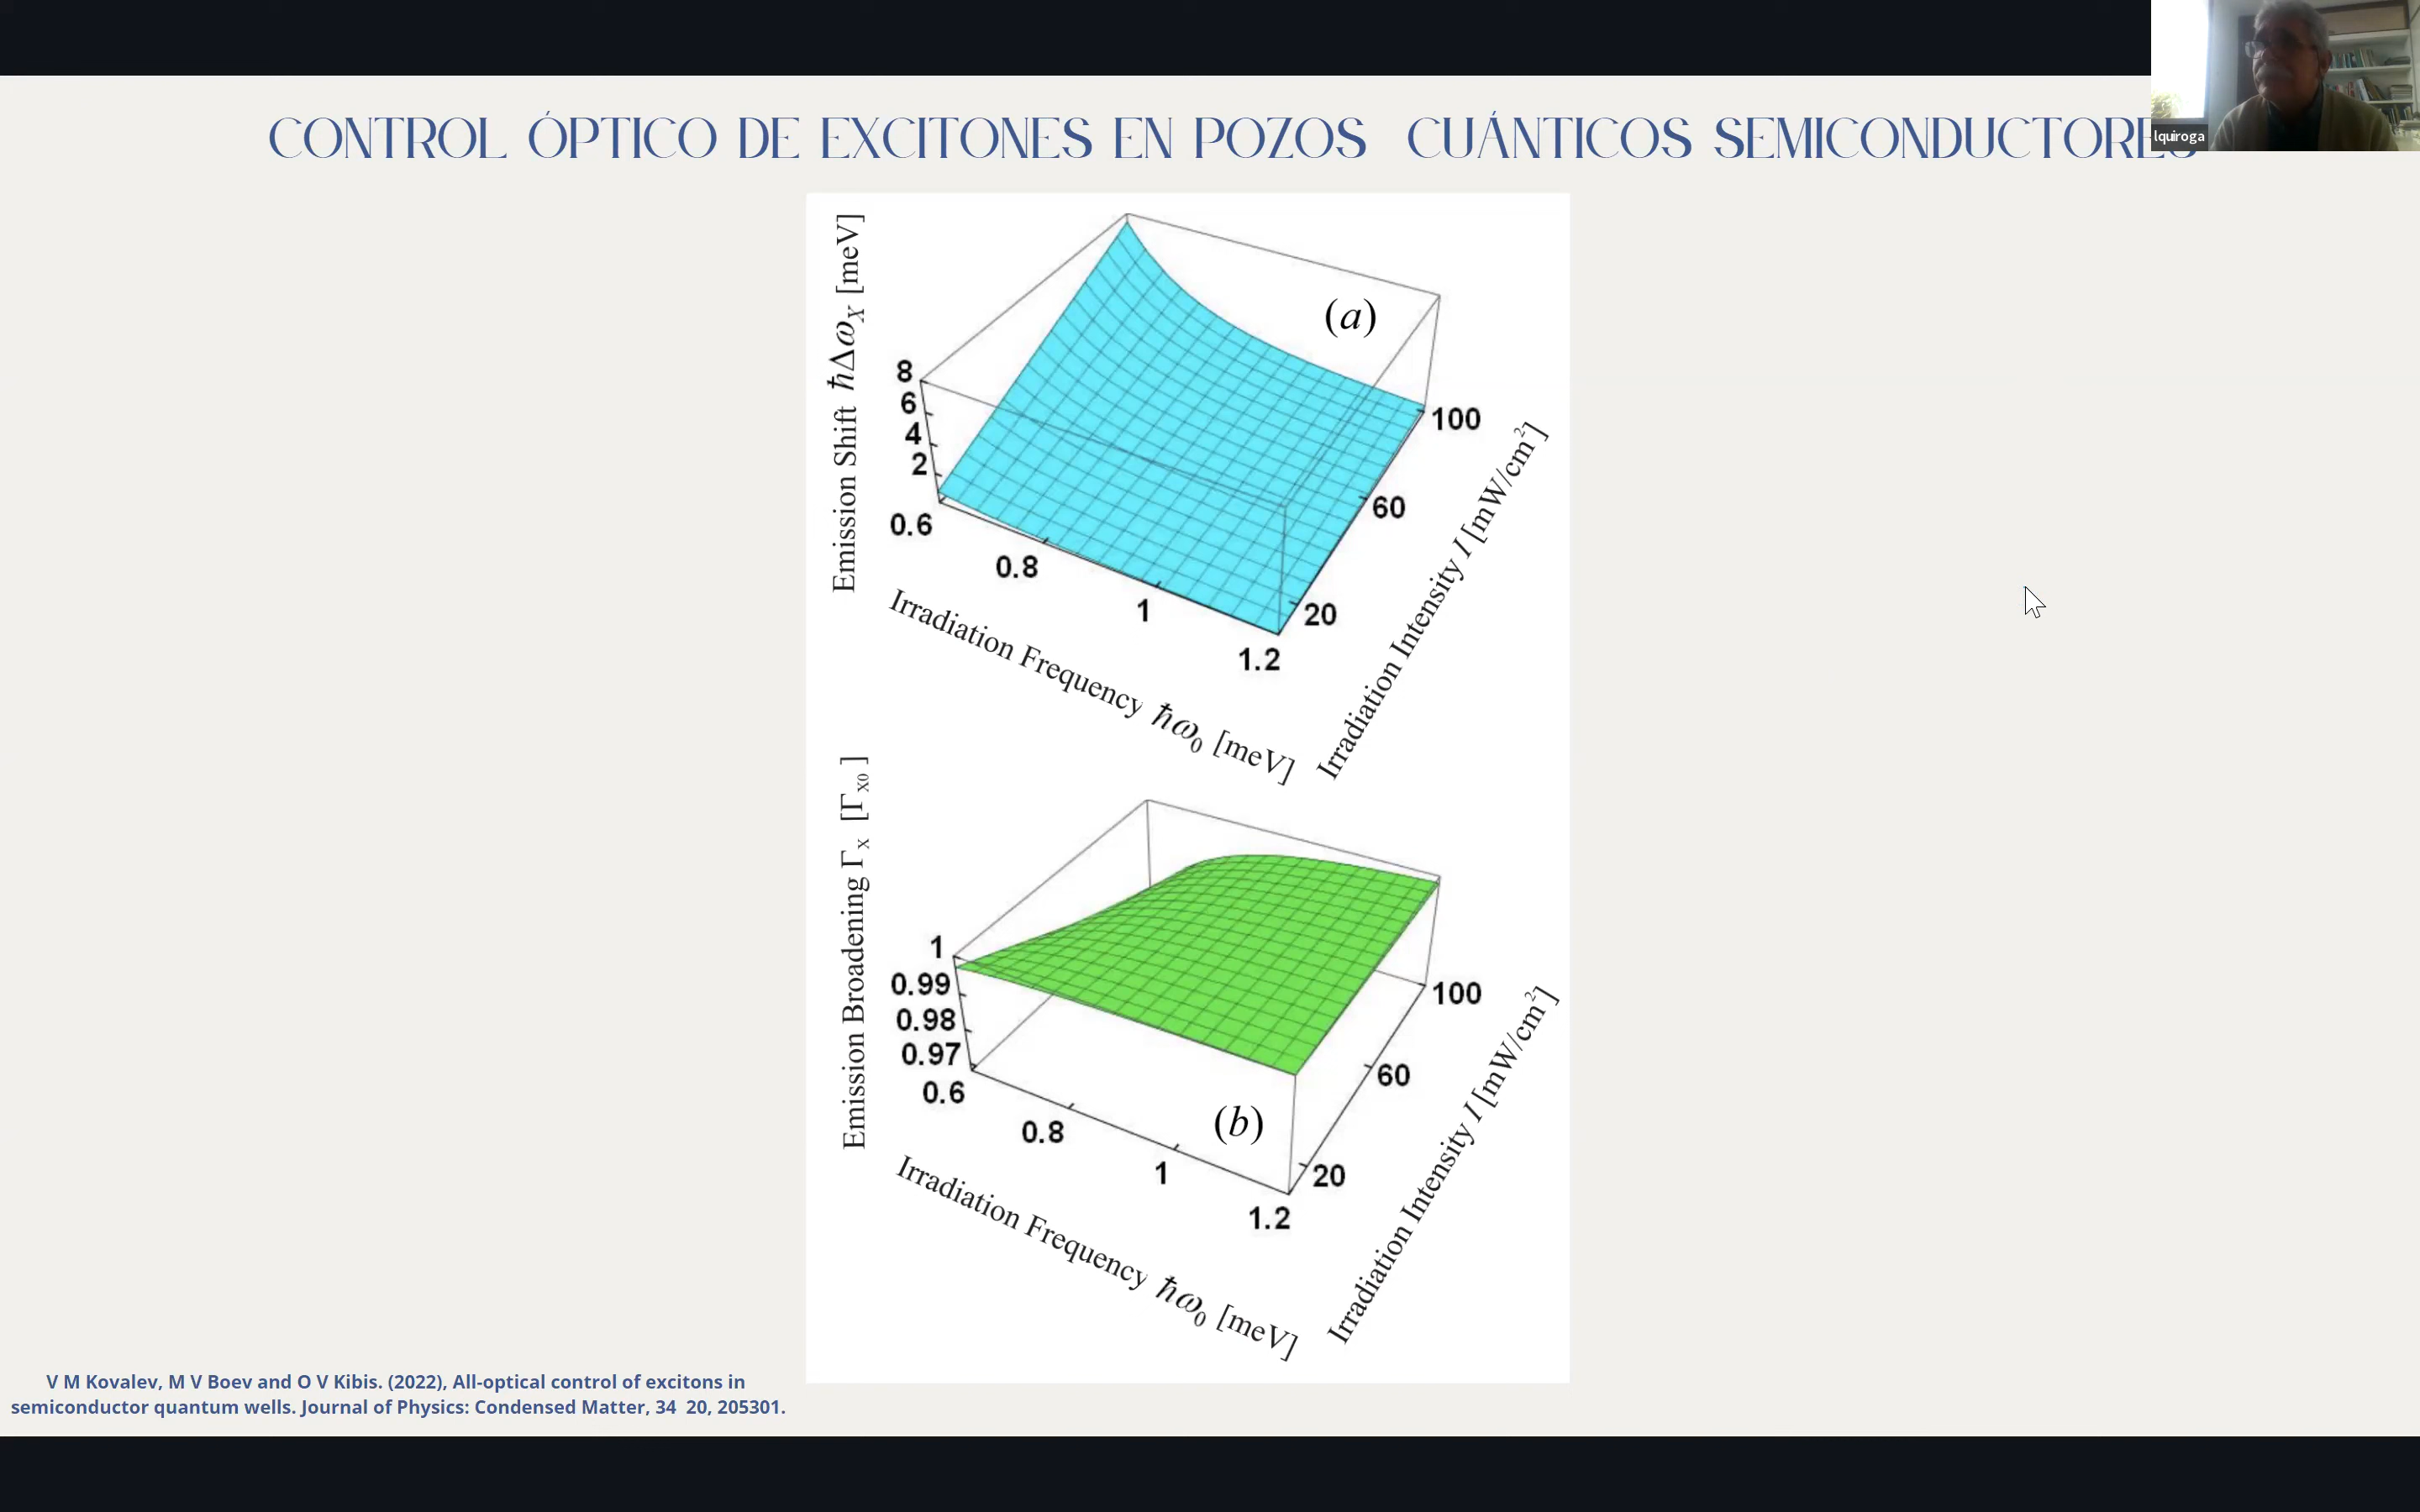 CONTROL ÓPTICO DE EXCITONES EN POZOS CUÁNTICOS SEMICONDUCTORES
lquiroga
Emission Shift ℏΔω_X [meV]
(a)
8
6
4
2
0.6
0.8
1
1.2
20
60
100
Irradiation Frequency ℏω_0 [meV]
Irradiation Intensity I [mW/cm²]
Emission Broadening Γ_x [Γ_x0]
1
0.99
0.98
0.97
0.6
0.8
1
1.2
(b)
20
60
100
Irradiation Frequency ℏω_0 [meV]
Irradiation Intensity I [mW/cm²]
V M Kovalev, M V Boev and O V Kibis. (2022), All-optical control of excitons in
semiconductor quantum wells. Journal of Physics: Condensed Matter, 34 20, 205301.